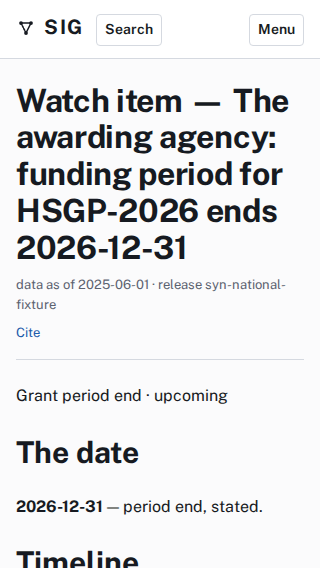 SIG
Search
Menu
Watch item — The
awarding agency:
funding period for
HSGP-2026 ends
2026-12-31
data as of 2025-06-01 · release syn-national-
fixture
Cite
Grant period end · upcoming
The date
2026-12-31 — period end, stated.
Timeline